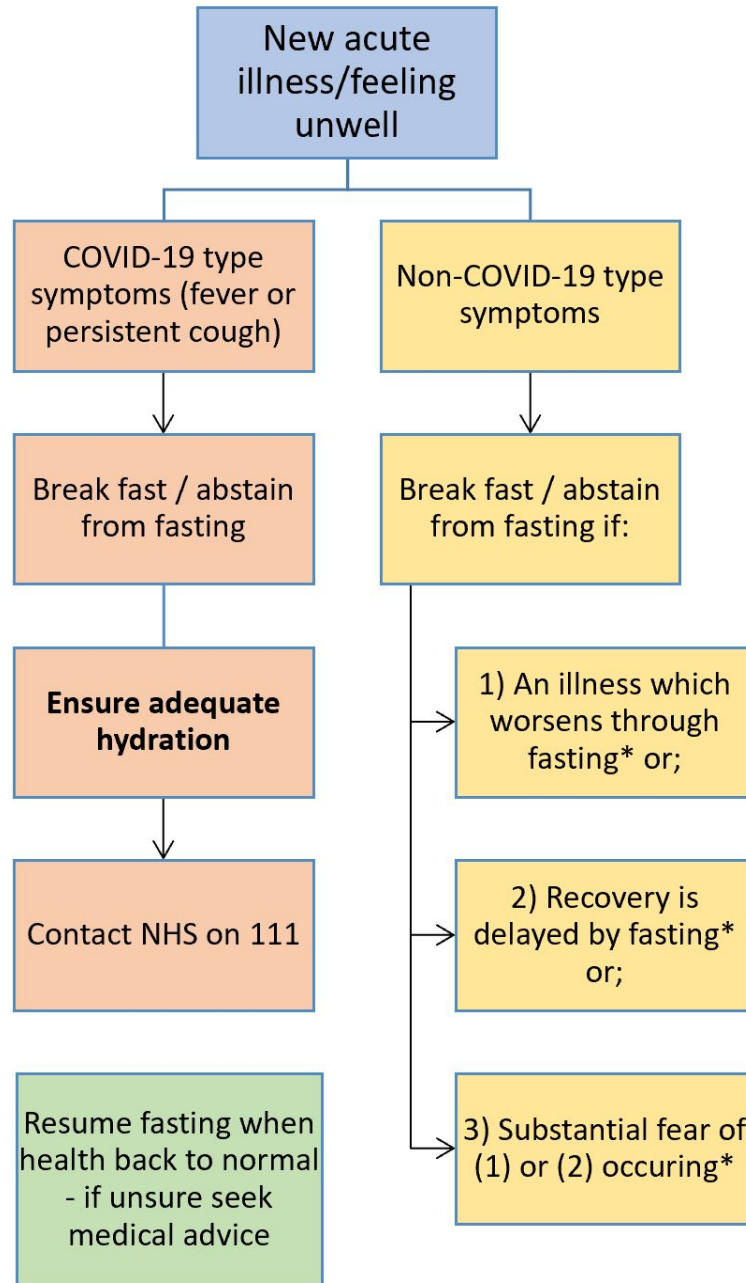 New acute
illness/feeling
unwell
COVID-19 type
symptoms (fever or
persistent cough)
Break fast / abstain
from fasting
Ensure adequate
hydration
Contact NHS on 111
Resume fasting when
health back to normal
- if unsure seek
medical advice
Non-COVID-19 type
symptoms
Break fast / abstain
from fasting if:
1) An illness which
worsens through
fasting* or;
2) Recovery is
delayed by fasting*
or;
3) Substantial fear of
(1) or (2) occuring*